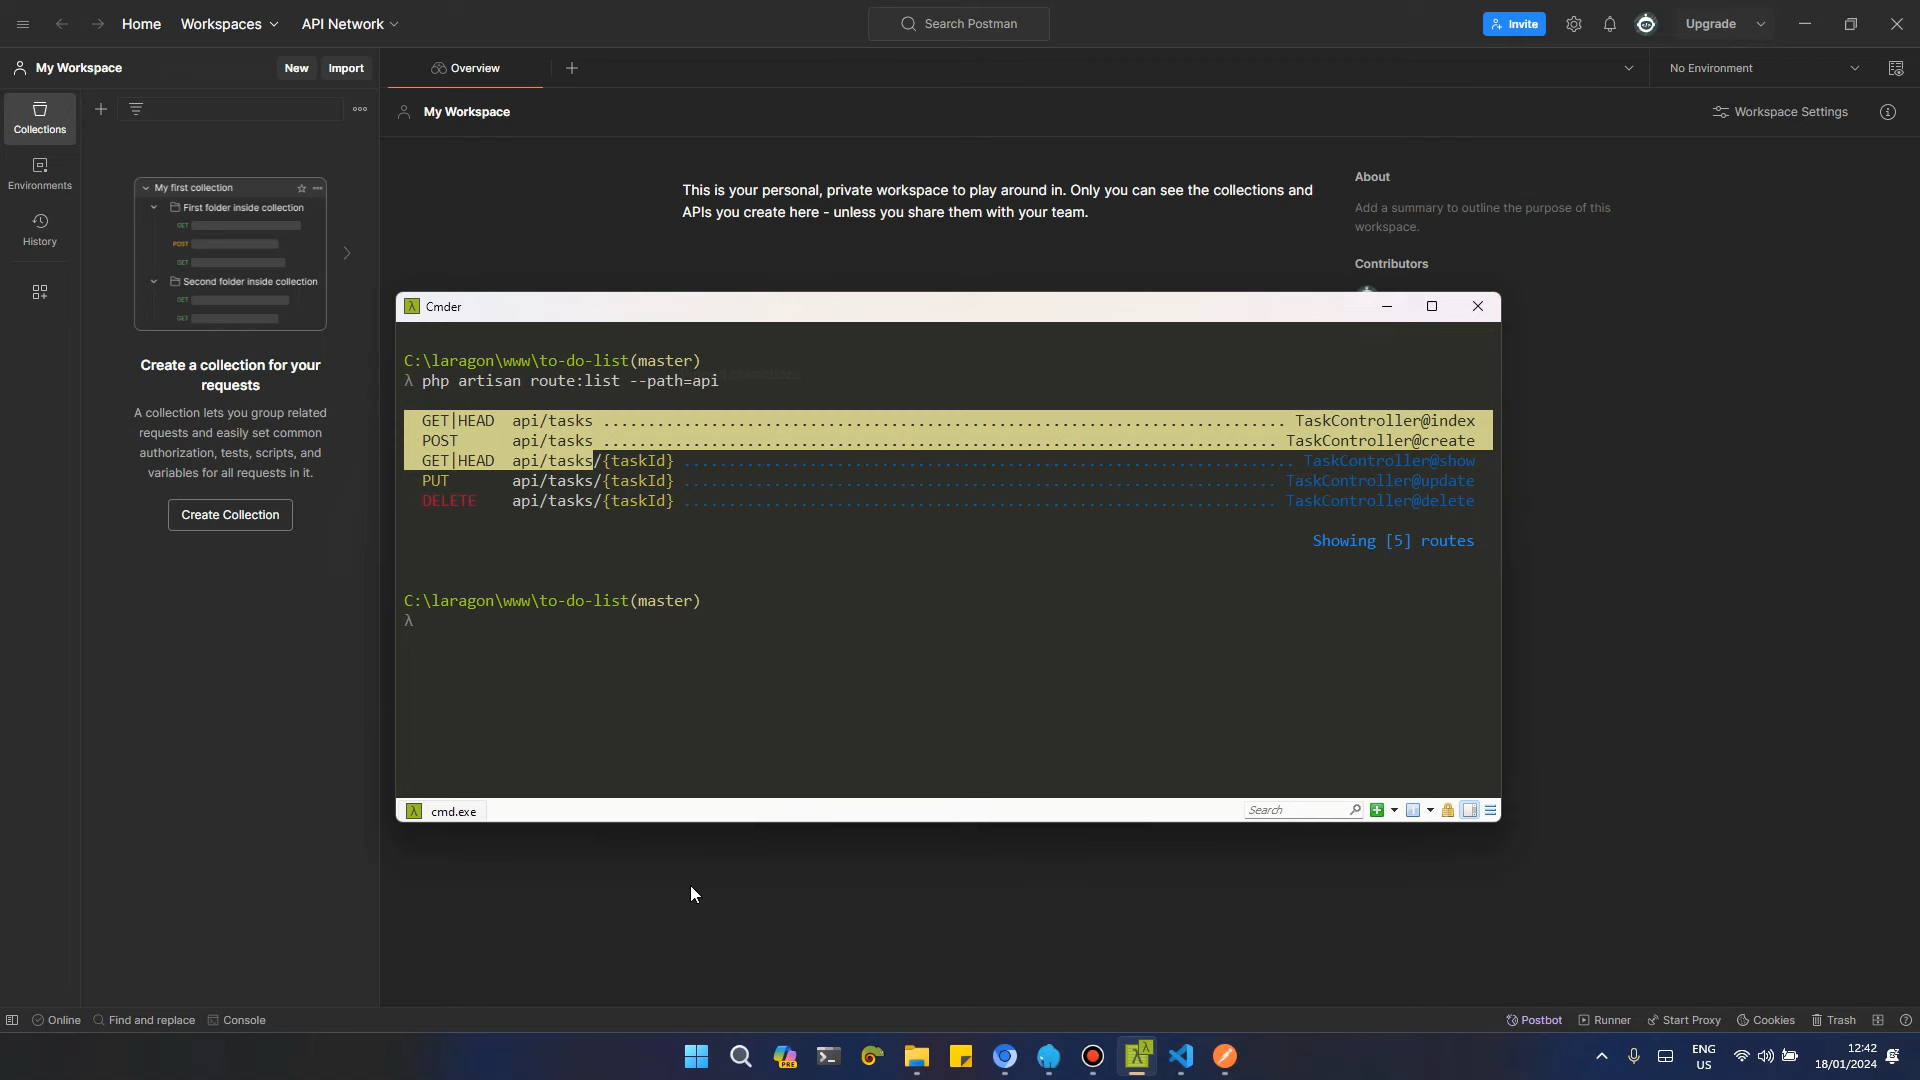 Home
Workspaces
API Network
Search Postman
Invite
Upgrade
My Workspace
New
Import
Overview
No Environment
Collections
Environments
History
My Workspace
Workspace Settings
My first collection
First folder inside collection
GET
POST
GET
Second folder inside collection
GET
GET
Create a collection for your
requests
A collection lets you group related
requests and easily set common
authorization, tests, scripts, and
variables for all requests in it.
Create Collection
This is your personal, private workspace to play around in. Only you can see the collections and
APIs you create here - unless you share them with your team.
About
Add a summary to outline the purpose of this
workspace.
Contributors
Cmder
C:\laragon\www\to-do-list(master)
λ php artisan route:list --path=api
GET|HEAD api/tasks ............................................................................ TaskController@index
POST api/tasks ........................................................................... TaskController@create
GET|HEAD api/tasks/{taskId} .................................................................... TaskController@show
PUT api/tasks/{taskId} .................................................................. TaskController@update
DELETE api/tasks/{taskId} .................................................................. TaskController@delete
Showing [5] routes
C:\laragon\www\to-do-list(master)
λ
cmd.exe
Search
Online
Find and replace
Console
Postbot
Runner
Start Proxy
Cookies
Trash
PRE
ENG
US
12:42
18/01/2024